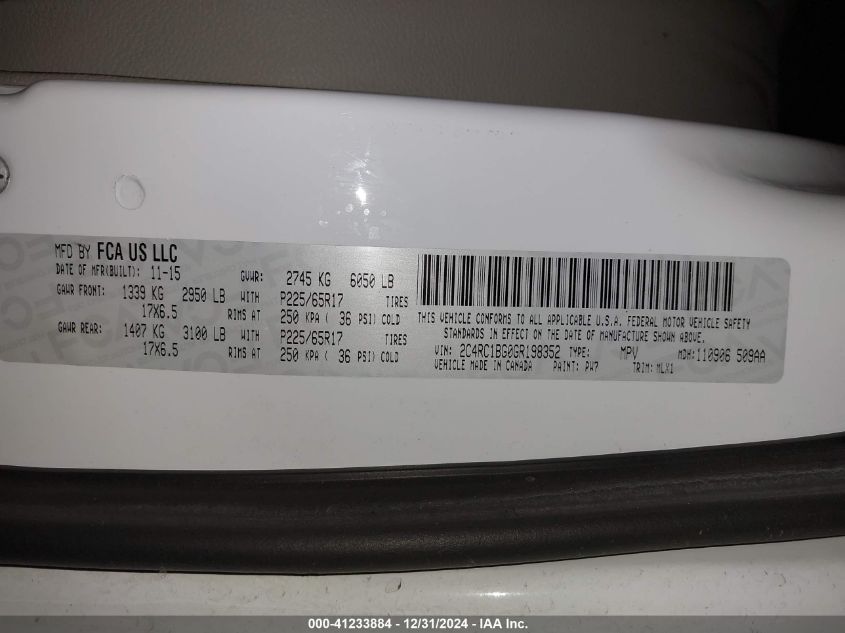 MFD BY FCA US LLC
DATE OF MFR(BUILT): 11-15 GVWR: 2745 KG 6050 LB
GAWR FRONT: 1339 KG 2950 LB WITH P225/65R17 TIRES
17X6.5 RIMS AT 250 KPA ( 36 PSI) COLD
GAWR REAR: 1407 KG 3100 LB WITH P225/65R17 TIRES
17X6.5 RIMS AT 250 KPA ( 36 PSI) COLD
THIS VEHICLE CONFORMS TO ALL APPLICABLE U.S.A. FEDERAL MOTOR VEHICLE SAFETY
STANDARDS IN EFFECT ON THE DATE OF MANUFACTURE SHOWN ABOVE.
VIN: 2C4RC1BG0GR198352 TYPE: MPV MDH:110906 509AA
VEHICLE MADE IN CANADA PAINT: PW7 TRIM: MLX1
000-41233884 - 12/31/2024 - IAA Inc.